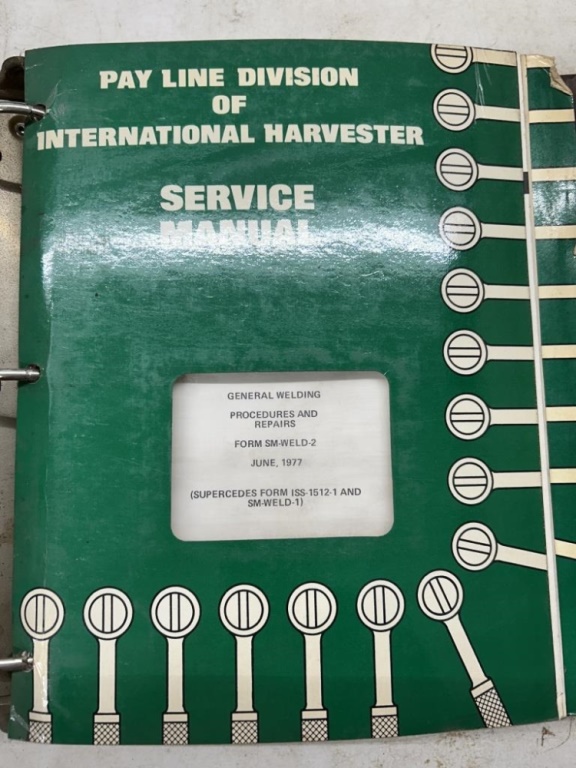 PAY LINE DIVISION
OF
INTERNATIONAL HARVESTER
SERVICE
MANUAL
GENERAL WELDING
PROCEDURES AND
REPAIRS
FORM SM-WELD-2
JUNE, 1977
(SUPERCEDES FORM ISS-1512-1 AND
SM-WELD-1)